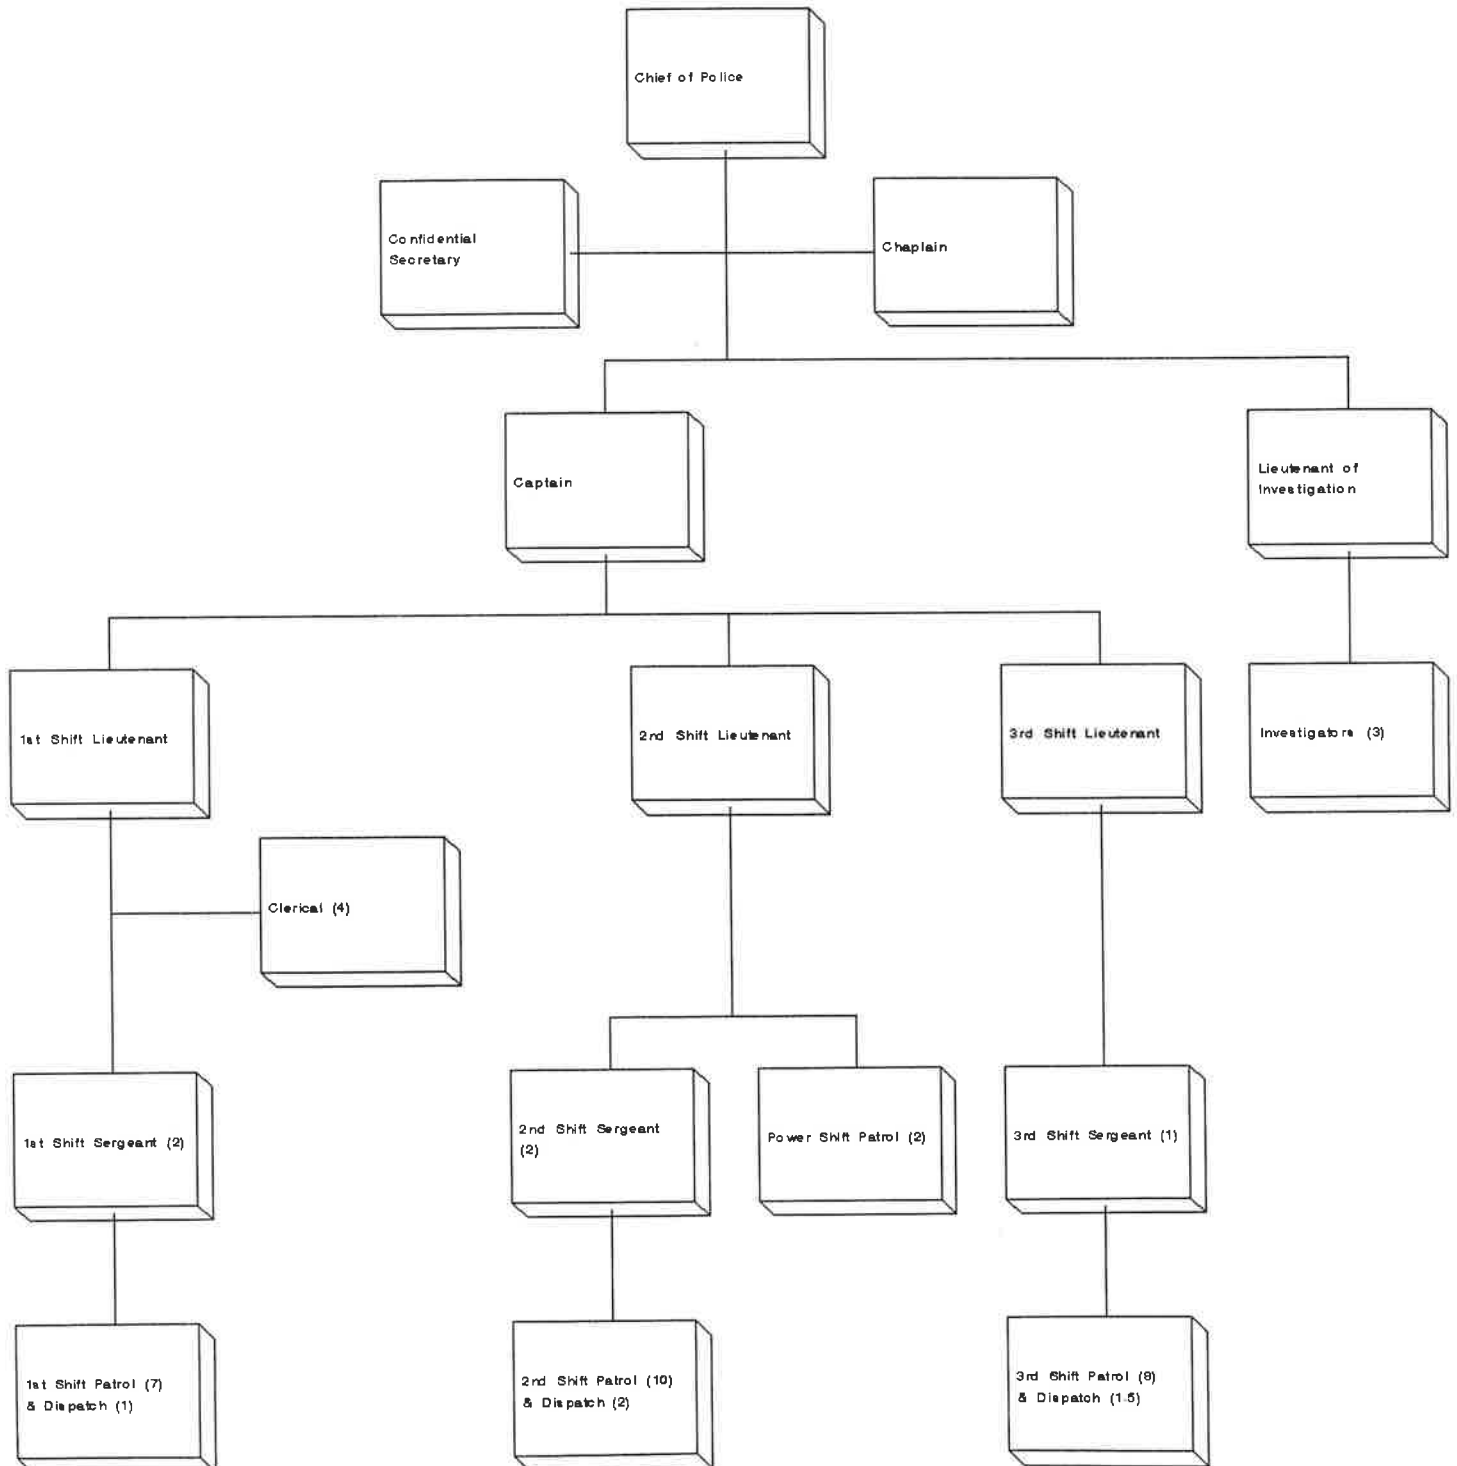 Chief of Police
Confidential
Secretary
Chaplain
Captain
Lieutenant of
Investigation
1st Shift Lieutenant
2nd Shift Lieutenant
3rd Shift Lieutenant
Investigators (3)
Clerical (4)
1st Shift Sergeant (2)
2nd Shift Sergeant
(2)
Power Shift Patrol (2)
3rd Shift Sergeant (1)
1st Shift Patrol (7)
& Dispatch (1)
2nd Shift Patrol (10)
& Dispatch (2)
3rd Shift Patrol (8)
& Dispatch (1.5)